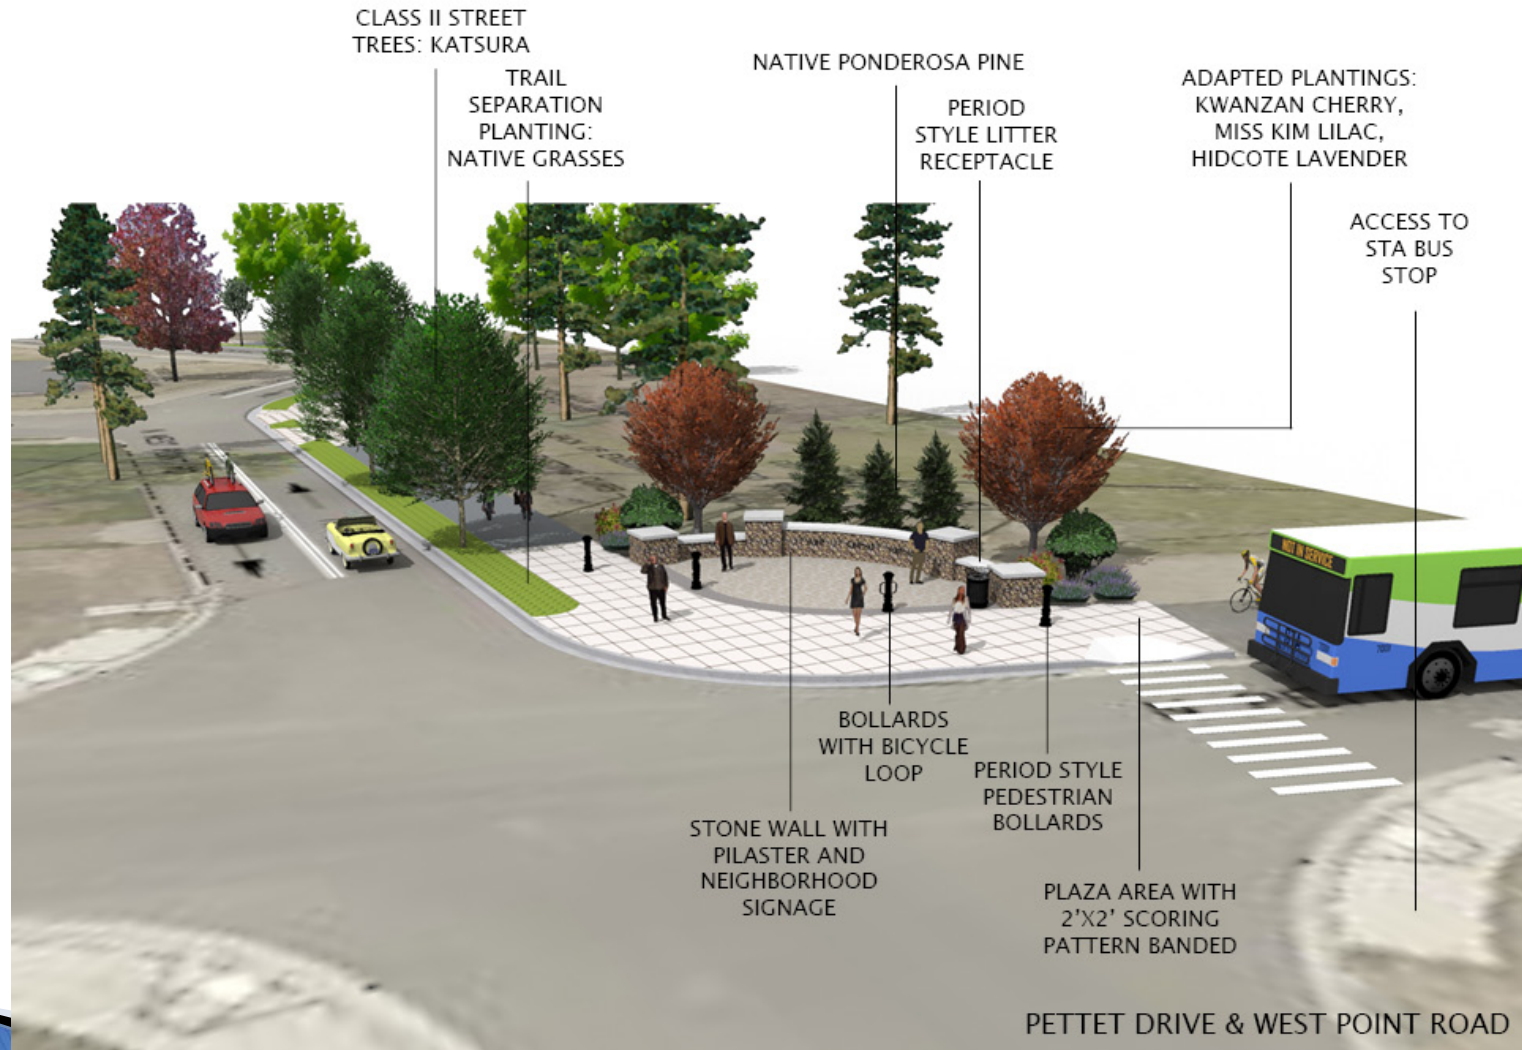 CLASS II STREET
TREES: KATSURA
TRAIL
SEPARATION
PLANTING:
NATIVE GRASSES
NATIVE PONDEROSA PINE
PERIOD
STYLE LITTER
RECEPTACLE
ADAPTED PLANTINGS:
KWANZAN CHERRY,
MISS KIM LILAC,
HIDCOTE LAVENDER
ACCESS TO
STA BUS
STOP
NOT IN SERVICE
BOLLARDS
WITH BICYCLE
LOOP
PERIOD STYLE
PEDESTRIAN
BOLLARDS
STONE WALL WITH
PILASTER AND
NEIGHBORHOOD
SIGNAGE
PLAZA AREA WITH
2'X2' SCORING
PATTERN BANDED
PETTET DRIVE & WEST POINT ROAD